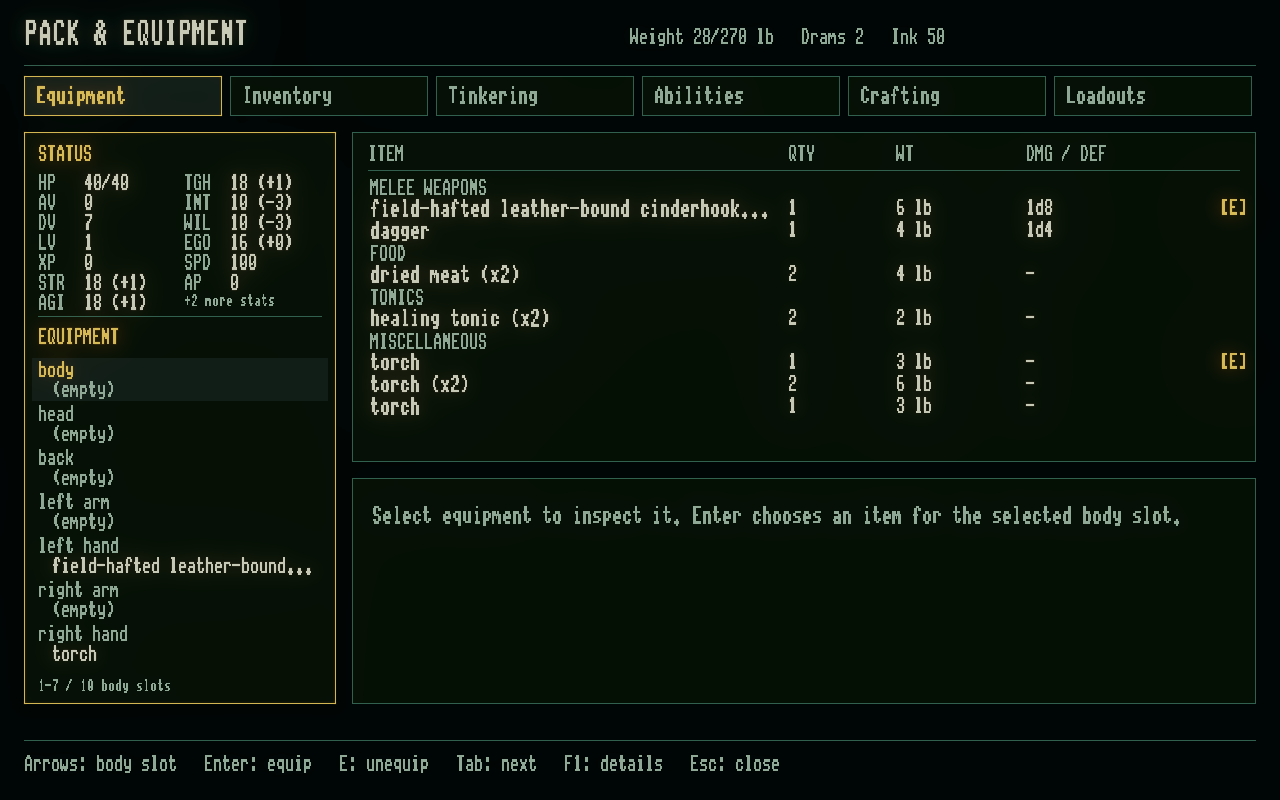 PACK & EQUIPMENT
Weight 28/270 lb Drams 2 Ink 50
Equipment Inventory Tinkering Abilities Crafting Loadouts
STATUS
HP 40/40 TGH 18 (+1)
AV 0 INT 10 (-3)
DV 7 WIL 10 (-3)
LV 1 EGO 16 (+0)
XP 0 SPD 100
STR 18 (+1) AP 0
AGI 18 (+1) +2 more stats
EQUIPMENT
body
(empty)
head
(empty)
back
(empty)
left arm
(empty)
left hand
field-hafted leather-bound...
right arm
(empty)
right hand
torch
1-7 / 10 body slots
ITEM QTY WT DMG / DEF
MELEE WEAPONS
field-hafted leather-bound cinderhook... 1 6 lb 1d8 [E]
dagger 1 4 lb 1d4
FOOD
dried meat (x2) 2 4 lb -
TONICS
healing tonic (x2) 2 2 lb -
MISCELLANEOUS
torch 1 3 lb - [E]
torch (x2) 2 6 lb -
torch 1 3 lb -
Select equipment to inspect it. Enter chooses an item for the selected body slot.
Arrows: body slot Enter: equip E: unequip Tab: next F1: details Esc: close